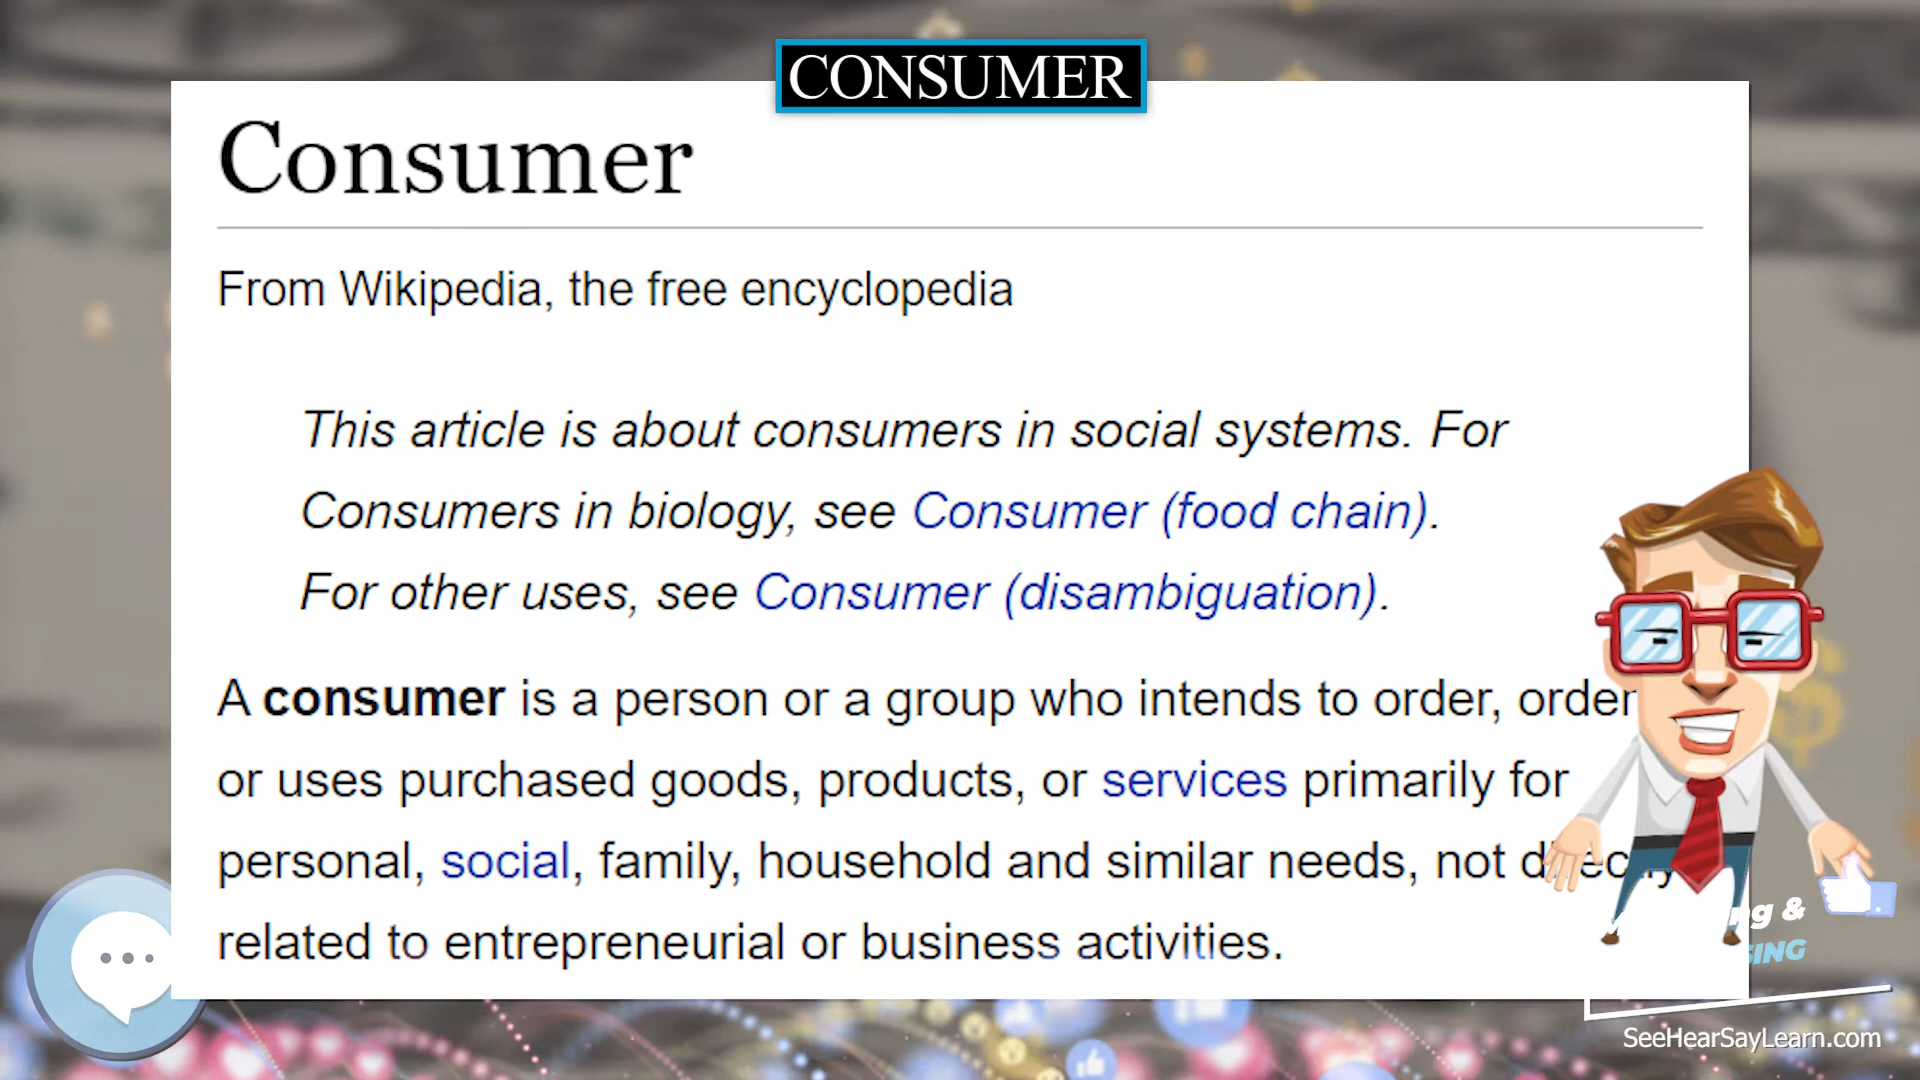 CONSUMER
Consumer
From Wikipedia, the free encyclopedia
This article is about consumers in social systems. For
Consumers in biology, see Consumer (food chain).
For other uses, see Consumer (disambiguation).
A consumer is a person or a group who intends to order, order
or uses purchased goods, products, or services primarily for
personal, social, family, household and similar needs, not
related to entrepreneurial or business activities.
&
SeeHearSayLearn.com